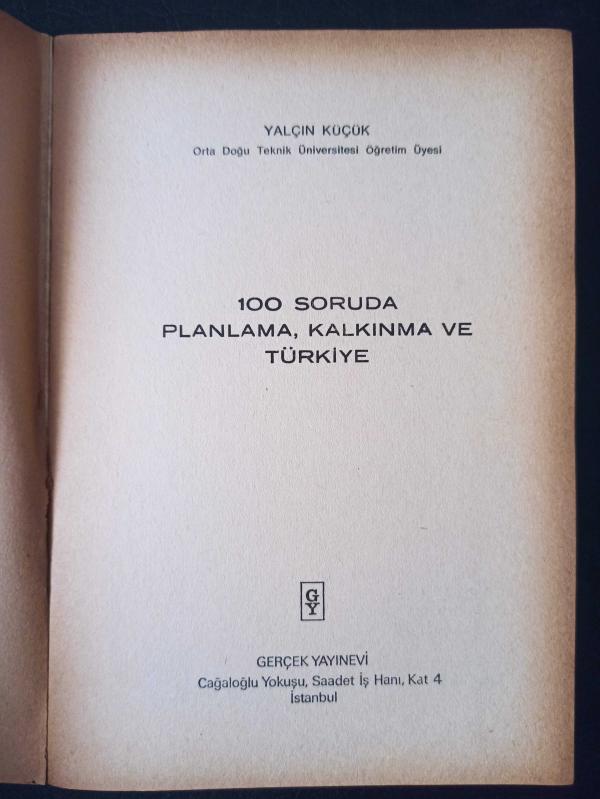 YALÇIN KÜÇÜK
Orta Doğu Teknik Üniversitesi Öğretim Üyesi
100 SORUDA
PLANLAMA, KALKINMA VE
TÜRKİYE
G
Y
GERÇEK YAYINEVİ
Cağaloğlu Yokuşu, Saadet İş Hanı, Kat 4
İstanbul